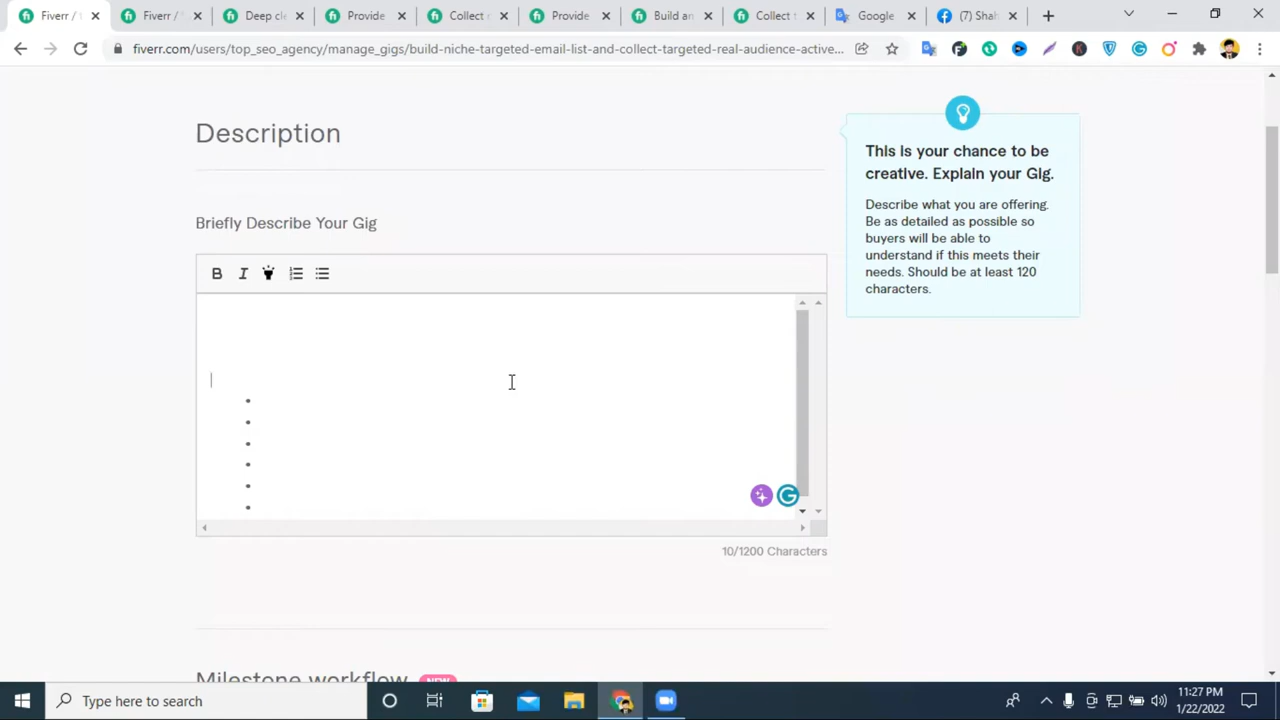 Fiverr / S
Fiverr /
Deep cle
Provide
Collect n
Provide
Build an
Collect t
Google
(7) Shah
fiverr.com/users/top_seo_agency/manage_gigs/build-niche-targeted-email-list-and-collect-targeted-real-audience-active...
Description
This is your chance to be
creative. Explain your Gig.
Describe what you are offering.
Be as detailed as possible so
buyers will be able to
understand if this meets their
needs. Should be at least 120
characters.
Briefly Describe Your Gig
B I
10/1200 Characters
Milestone workflow NEW
Type here to search
11:27 PM
1/22/2022